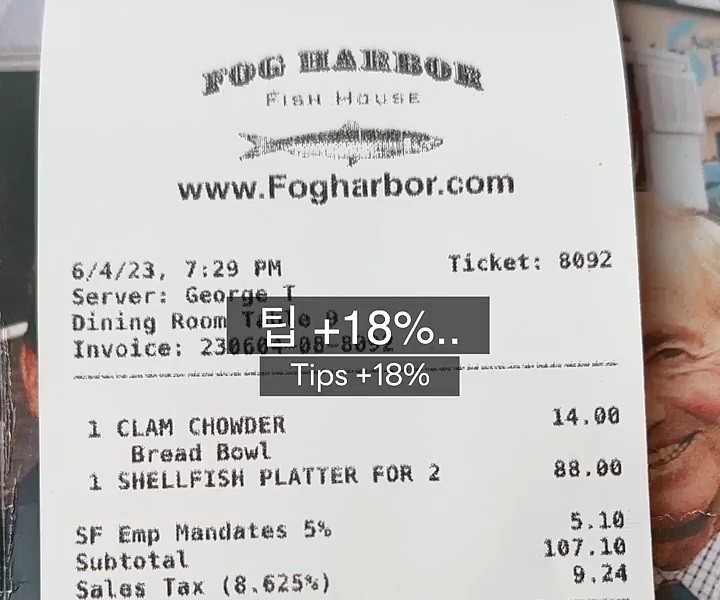 FOG HARBOR
FISH HOUSE
www.Fogharbor.com
6/4/23, 7:29 PM Ticket: 8092
Server: George T
Dining Room
팁 +18%..
Invoice:
Tips +18%
1 CLAM CHOWDER 14.00
Bread Bowl
1 SHELLFISH PLATTER FOR 2 88.00
SF Emp Mandates 5% 5.10
Subtotal 107.10
Sales Tax (8.625%) 9.24